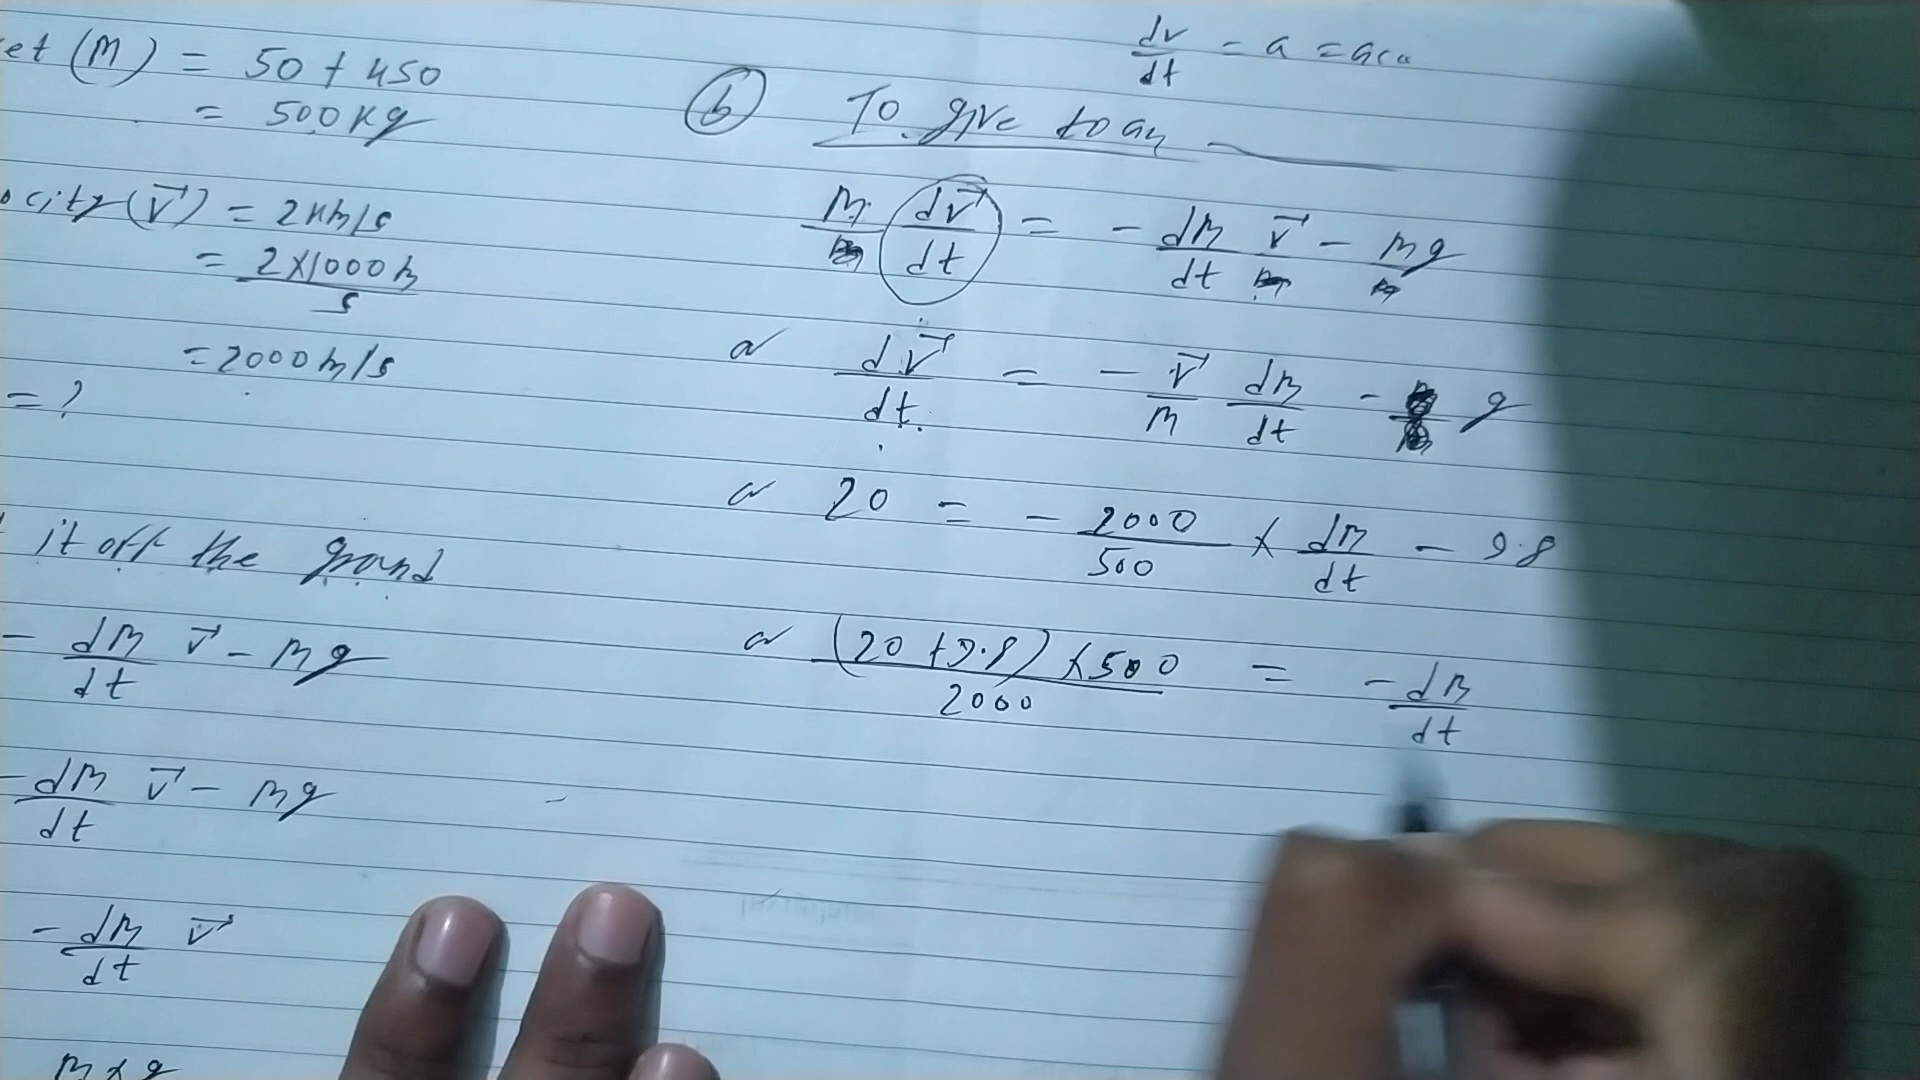 et (M) = 50 + 450
= 500 Kg
ocity (v⃗) = 2 km/s
= 2×1000 m / s
= 2000 m/s
= ?
it off the ground
- dM/dt v⃗ - mg
- dM/dt v⃗ - mg
- dM/dt v⃗
m × g
dv/dt = a = acc
(b) To give to an
M dv⃗/dt = - dM/dt v⃗ - mg
or dv⃗/dt = - v⃗/M dM/dt - g
or 20 = - 2000/500 × dM/dt - 9.8
or (20 + 9.8) × 500 / 2000 = - dM/dt